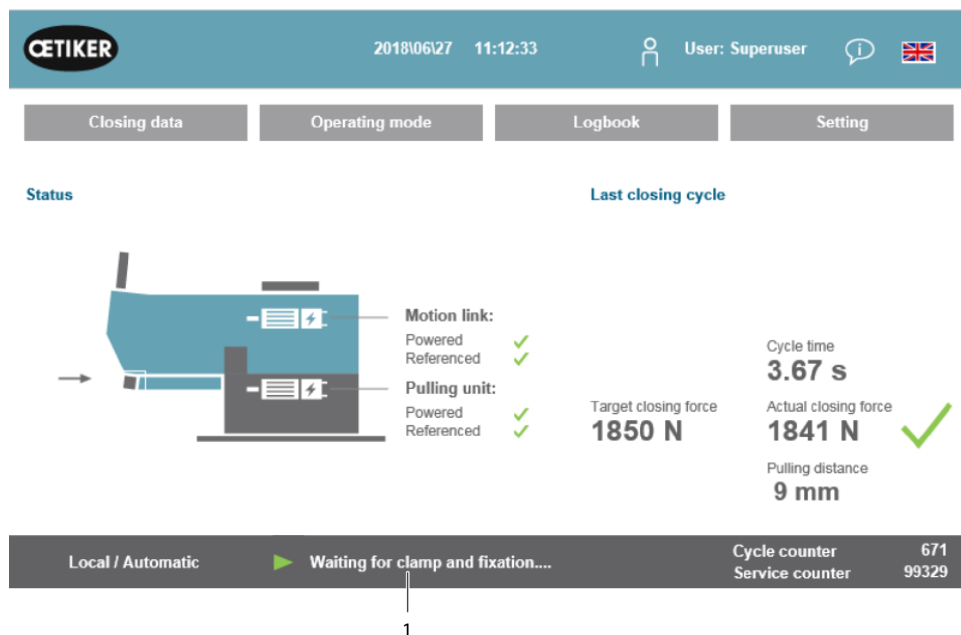 ŒTIKER
2018\06\27 11:12:33
User: Superuser
Closing data
Operating mode
Logbook
Setting
Status
Last closing cycle
Motion link:
Powered
Referenced
Pulling unit:
Powered
Referenced
Cycle time
3.67 s
Target closing force
1850 N
Actual closing force
1841 N
Pulling distance
9 mm
Local / Automatic
Waiting for clamp and fixation....
Cycle counter 671
Service counter 99329
1